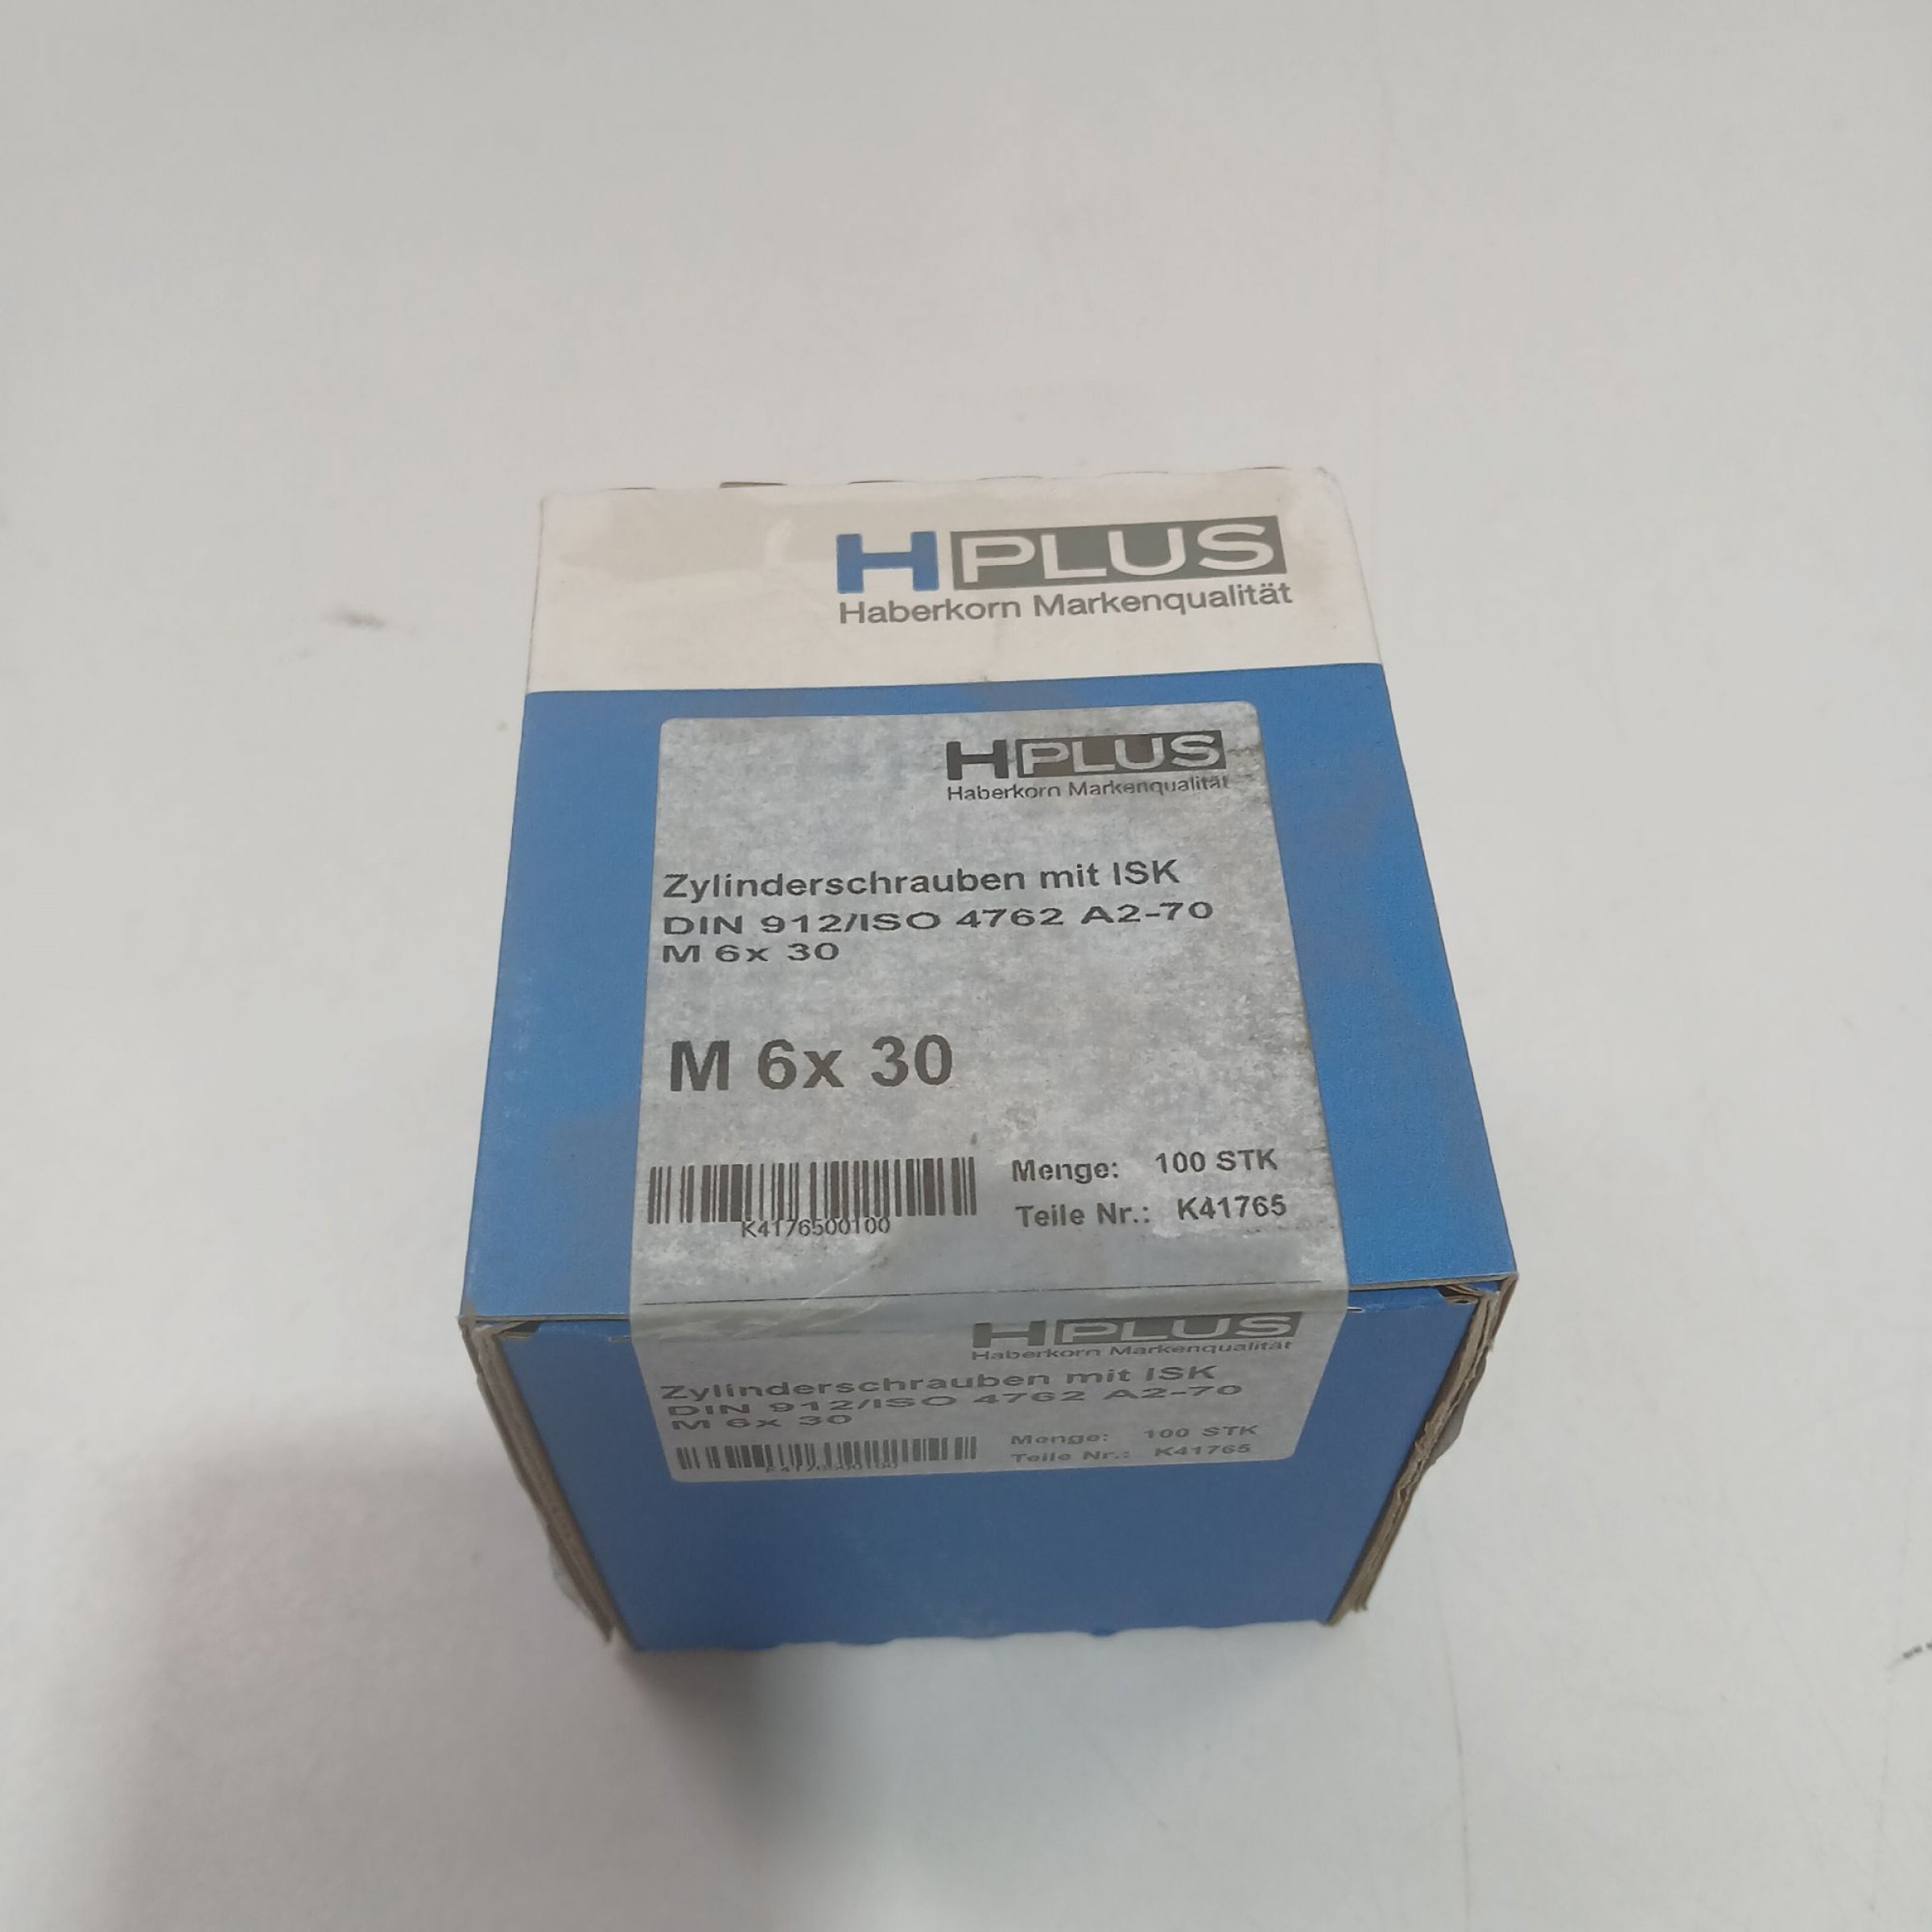 HPLUS
Haberkorn Markenqualität
HPLUS
Haberkorn Markenqualität
Zylinderschrauben mit ISK
DIN 912/ISO 4762 A2-70
M 6x 30
M 6x 30
Menge: 100 STK
K4176500100
Teile Nr.: K41765
HPLUS
Haberkorn Markenqualität
Zylinderschrauben mit ISK
DIN 912/ISO 4762 A2-70
M 6x 30
Menge: 100 STK
Teile Nr.: K41765